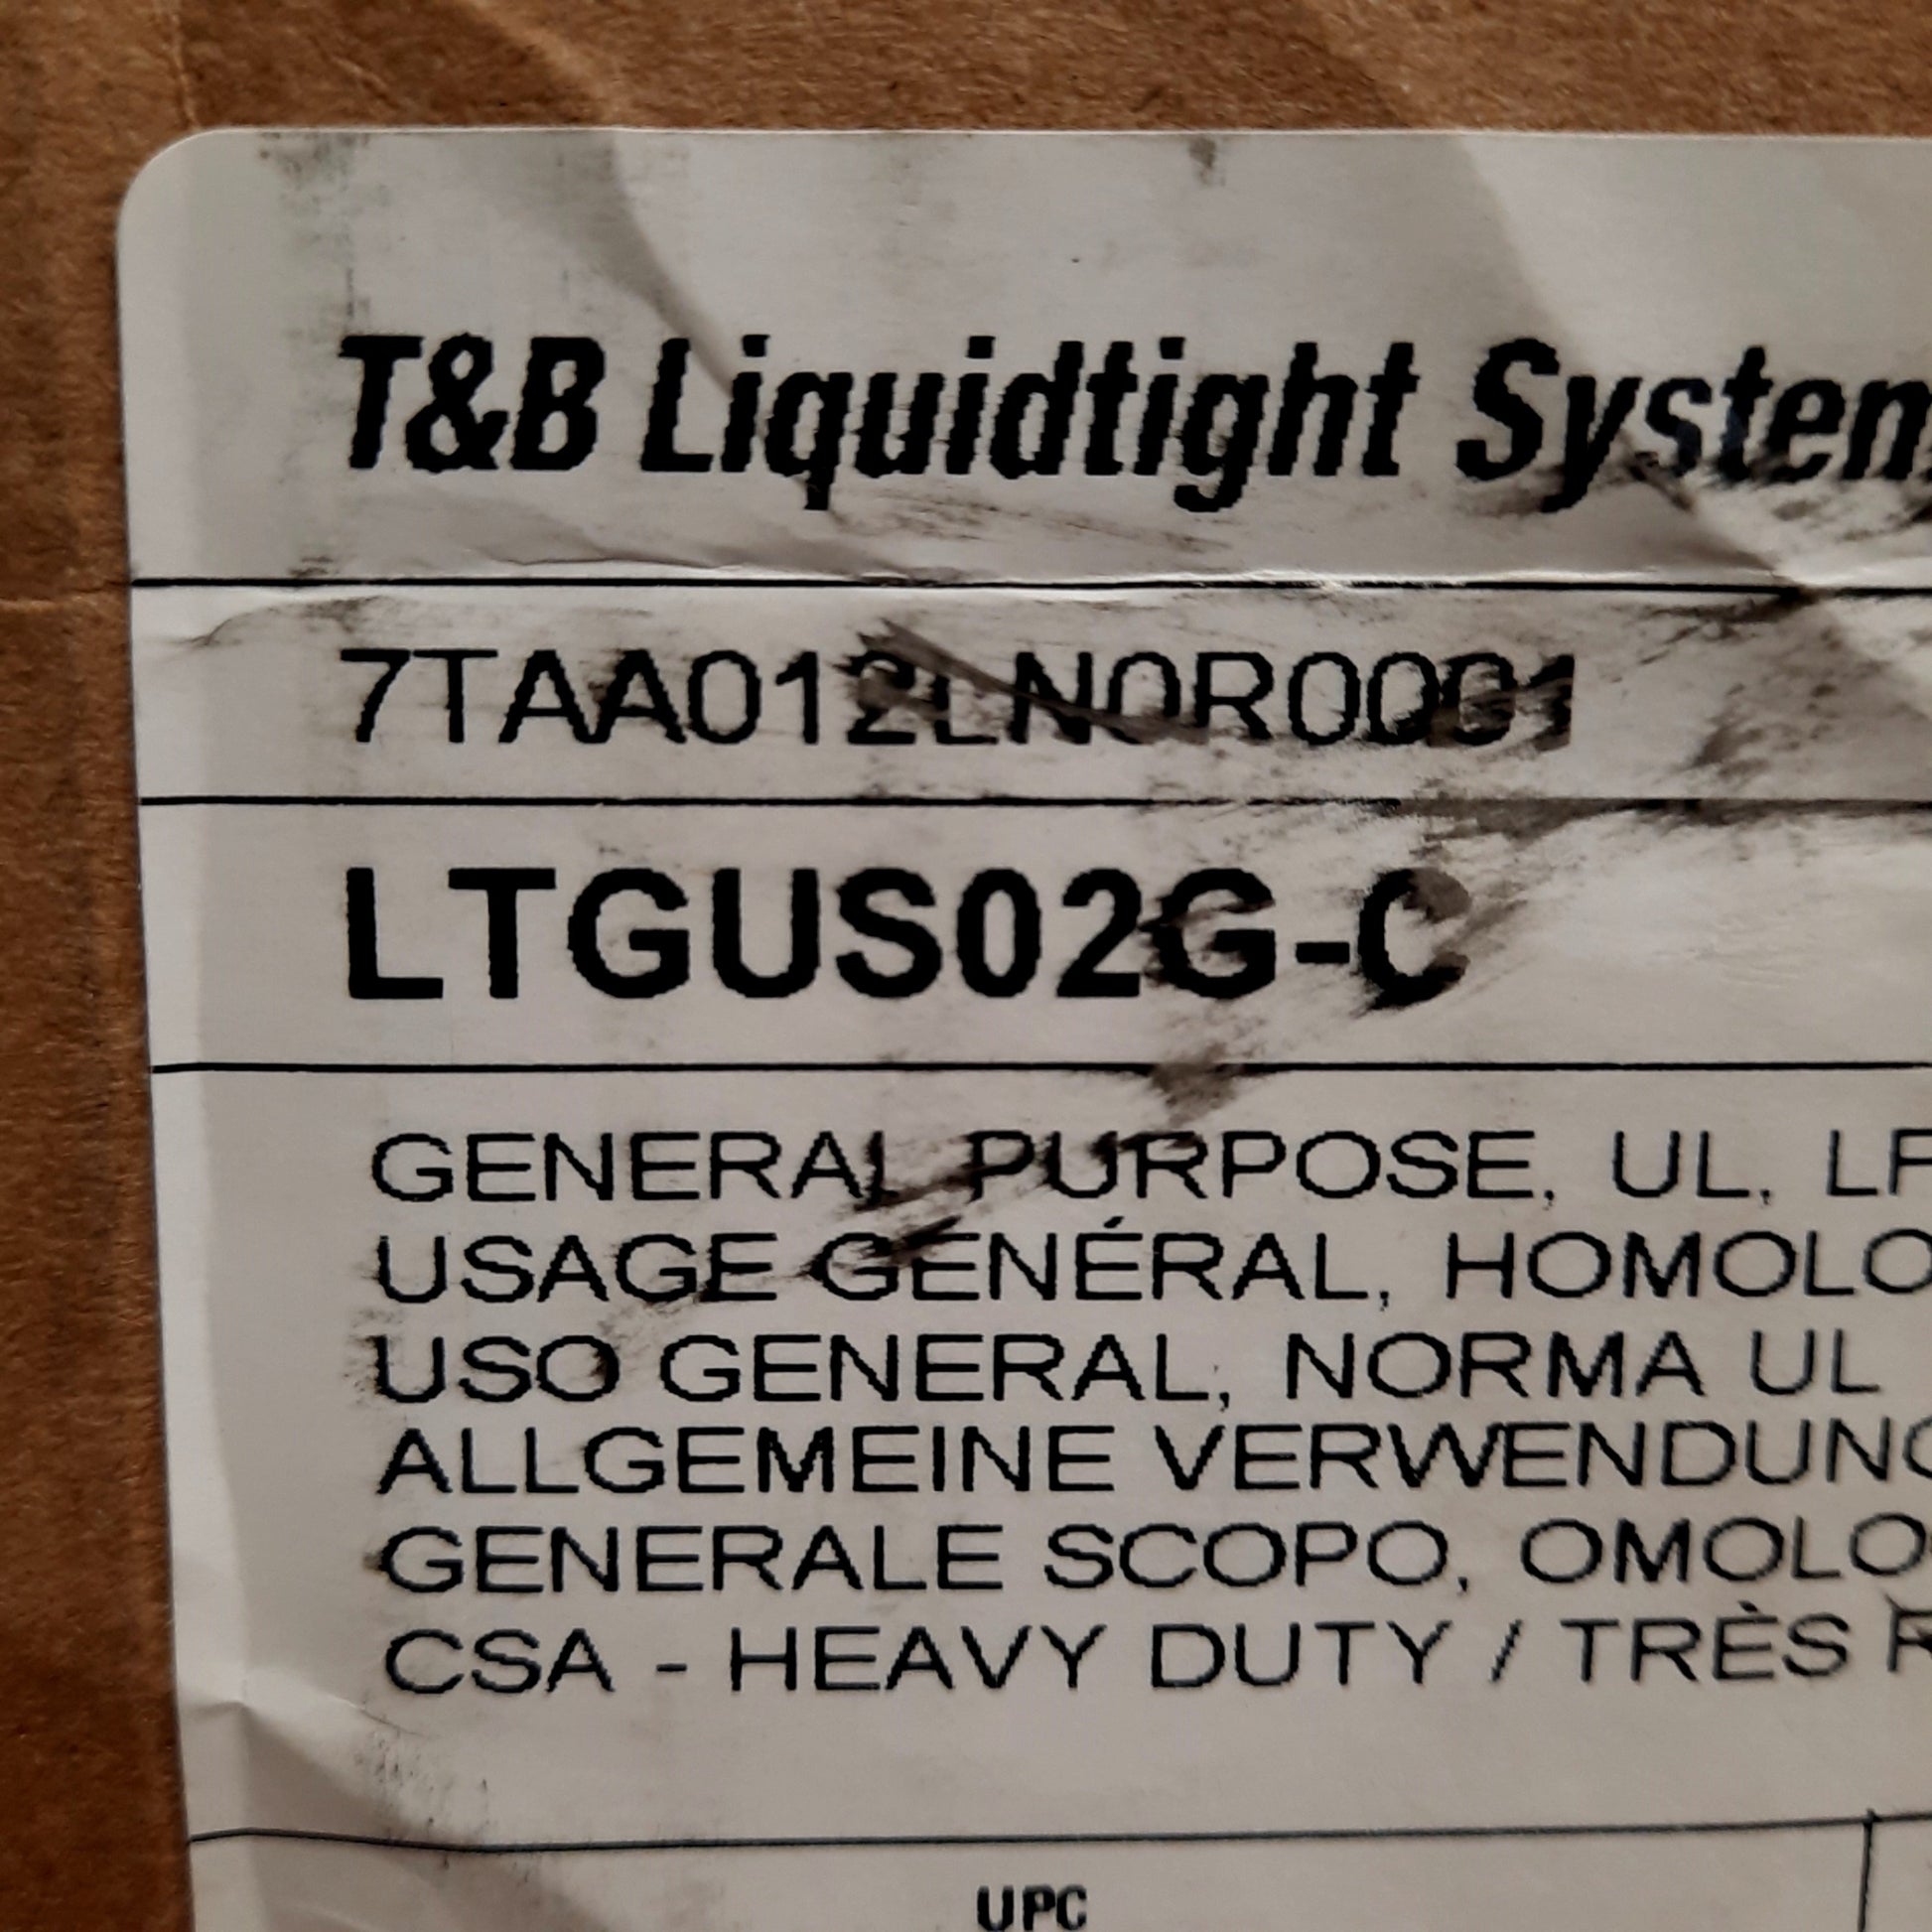 T&B Liquidtight System
7TAA012LN0R0001
LTGUS02G-C
GENERAL PURPOSE, UL, LF
USAGE GÉNÉRAL, HOMOLO
USO GENERAL, NORMA UL
ALLGEMEINE VERWENDUNG
GENERALE SCOPO, OMOLO
CSA - HEAVY DUTY / TRÈS R
UPC